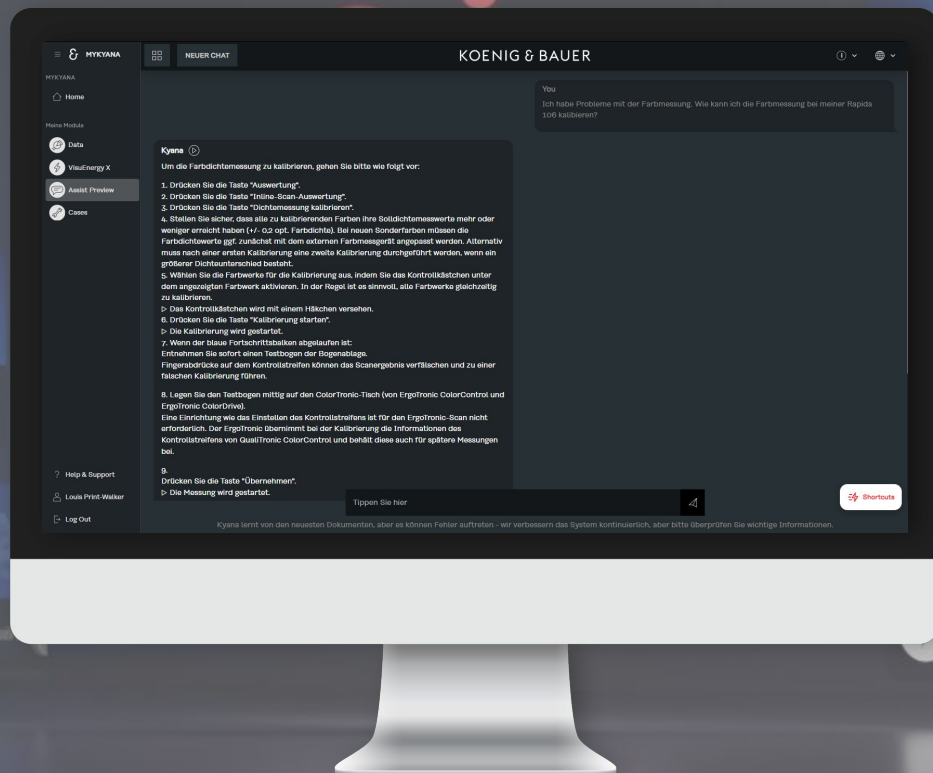 MYKYANA
NEUER CHAT
KOENIG & BAUER
MYKYANA
Home
Meine Module
Data
VisuEnergy X
Assist Preview
Cases
You
Ich habe Probleme mit der Farbmessung. Wie kann ich die Farbmessung bei meiner Rapida
106 kalibieren?
Kyana
Um die Farbdichtemessung zu kalibrieren, gehen Sie bitte wie folgt vor:
1. Drücken Sie die Taste "Auswertung".
2. Drücken Sie die Taste "Inline-Scan-Auswertung".
3. Drücken Sie die Taste "Dichtemessung kalibrieren".
4. Stellen Sie sicher, dass alle zu kalibrierenden Farben ihre Solldichtemesswerte mehr oder
weniger erreicht haben (+/- 0,2 opt. Farbdichte). Bei neuen Sonderfarben müssen die
Farbdichtewerte ggf. zunächst mit dem externen Farbmessgerät angepasst werden. Alternativ
muss nach einer ersten Kalibrierung eine zweite Kalibrierung durchgeführt werden, wenn ein
größerer Dichteunterschied besteht.
5. Wählen Sie die Farbwerke für die Kalibrierung aus, indem Sie das Kontrollkästchen unter
dem angezeigten Farbwerk aktivieren. In der Regel ist es sinnvoll, alle Farbwerke gleichzeitig
zu kalibrieren.
▷ Das Kontrollkästchen wird mit einem Häkchen versehen.
6. Drücken Sie die Taste "Kalibrierung starten".
▷ Die Kalibrierung wird gestartet.
7. Wenn der blaue Fortschrittsbalken abgelaufen ist:
Entnehmen Sie sofort einen Testbogen der Bogenablage.
Fingerabdrücke auf dem Kontrollstreifen können das Scanergebnis verfälschen und zu einer
falschen Kalibrierung führen.
8. Legen Sie den Testbogen mittig auf den ColorTronic-Tisch (von ErgoTronic ColorControl und
ErgoTronic ColorDrive).
Eine Einrichtung wie das Einstellen des Kontrollstreifens ist für den ErgoTronic-Scan nicht
erforderlich. Der ErgoTronic übernimmt bei der Kalibrierung die Informationen des
Kontrollstreifens von QualiTronic ColorControl und behält diese auch für spätere Messungen
bei.
9.
Drücken Sie die Taste "Übernehmen".
▷ Die Messung wird gestartet.
Help & Support
Louis Print-Walker
Log Out
Tippen Sie hier
Shortcuts
Kyana lernt von den neuesten Dokumenten, aber es können Fehler auftreten - wir verbessern das System kontinuierlich, aber bitte überprüfen Sie wichtige Informationen.